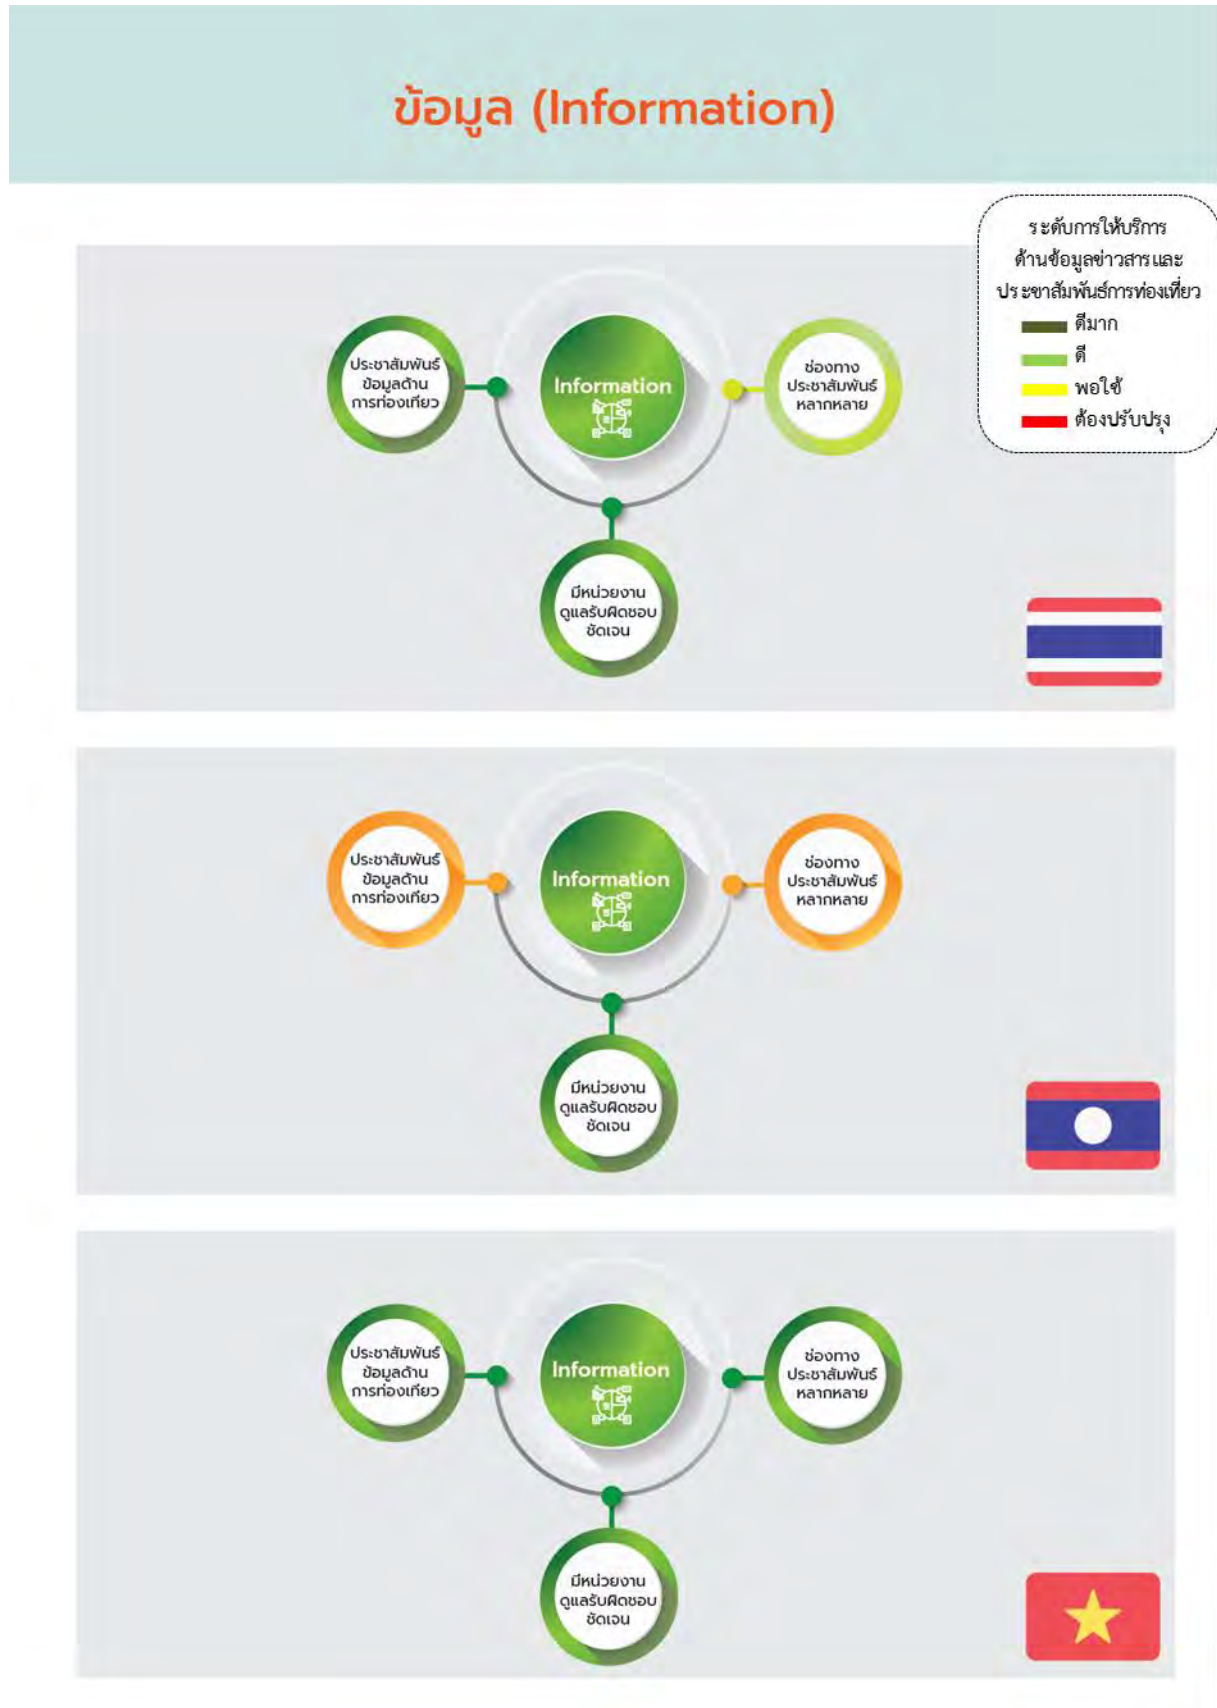 ข้อมูล (Information)
ระดับการให้บริการ
ด้านข้อมูลข่าวสารและ
ประขาสัมพันธ์การท่องเที่ยว
ดีมาก
ดี
พอใช้
ต้องปรับปรุง
ประชาสัมพันธ์
ข้อมูลด้าน
การท่องเทียว
Information
ช่องทาง
ประชาสัมพันธ์
หลากหลาย
มีหน่วยงาน
ดูแลรับผิดชอบ
ชัดเจน
ประชาสัมพันธ์
ข้อมูลด้าน
การท่องเทียว
Information
ช่องทาง
ประชาสัมพันธ์
หลากหลาย
มีหน่วยงาน
ดูแลรับผิดชอบ
ชัดเจน
ประชาสัมพันธ์
ข้อมูลด้าน
การท่องเทียว
Information
ช่องทาง
ประชาสัมพันธ์
หลากหลาย
มีหน่วยงาน
ดูแลรับผิดชอบ
ชัดเจน